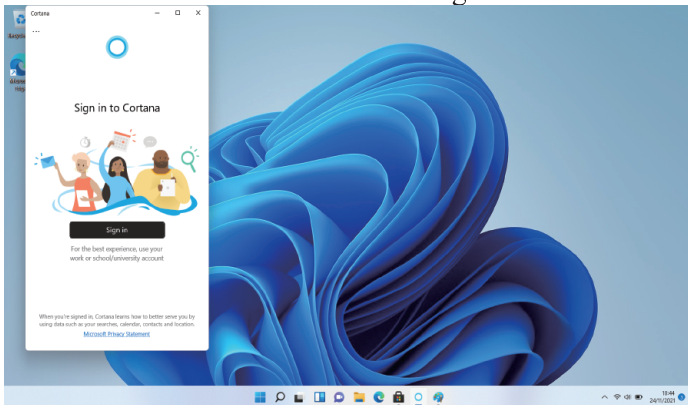 Cortana
...
Sign in to Cortana
Sign in
For the best experience, use your
work or school/university account
When you're signed in, Cortana learns how to better serve you by
using data such as your searches, calendar, contacts and location.
Microsoft Privacy Statement
18:44
24/11/2021